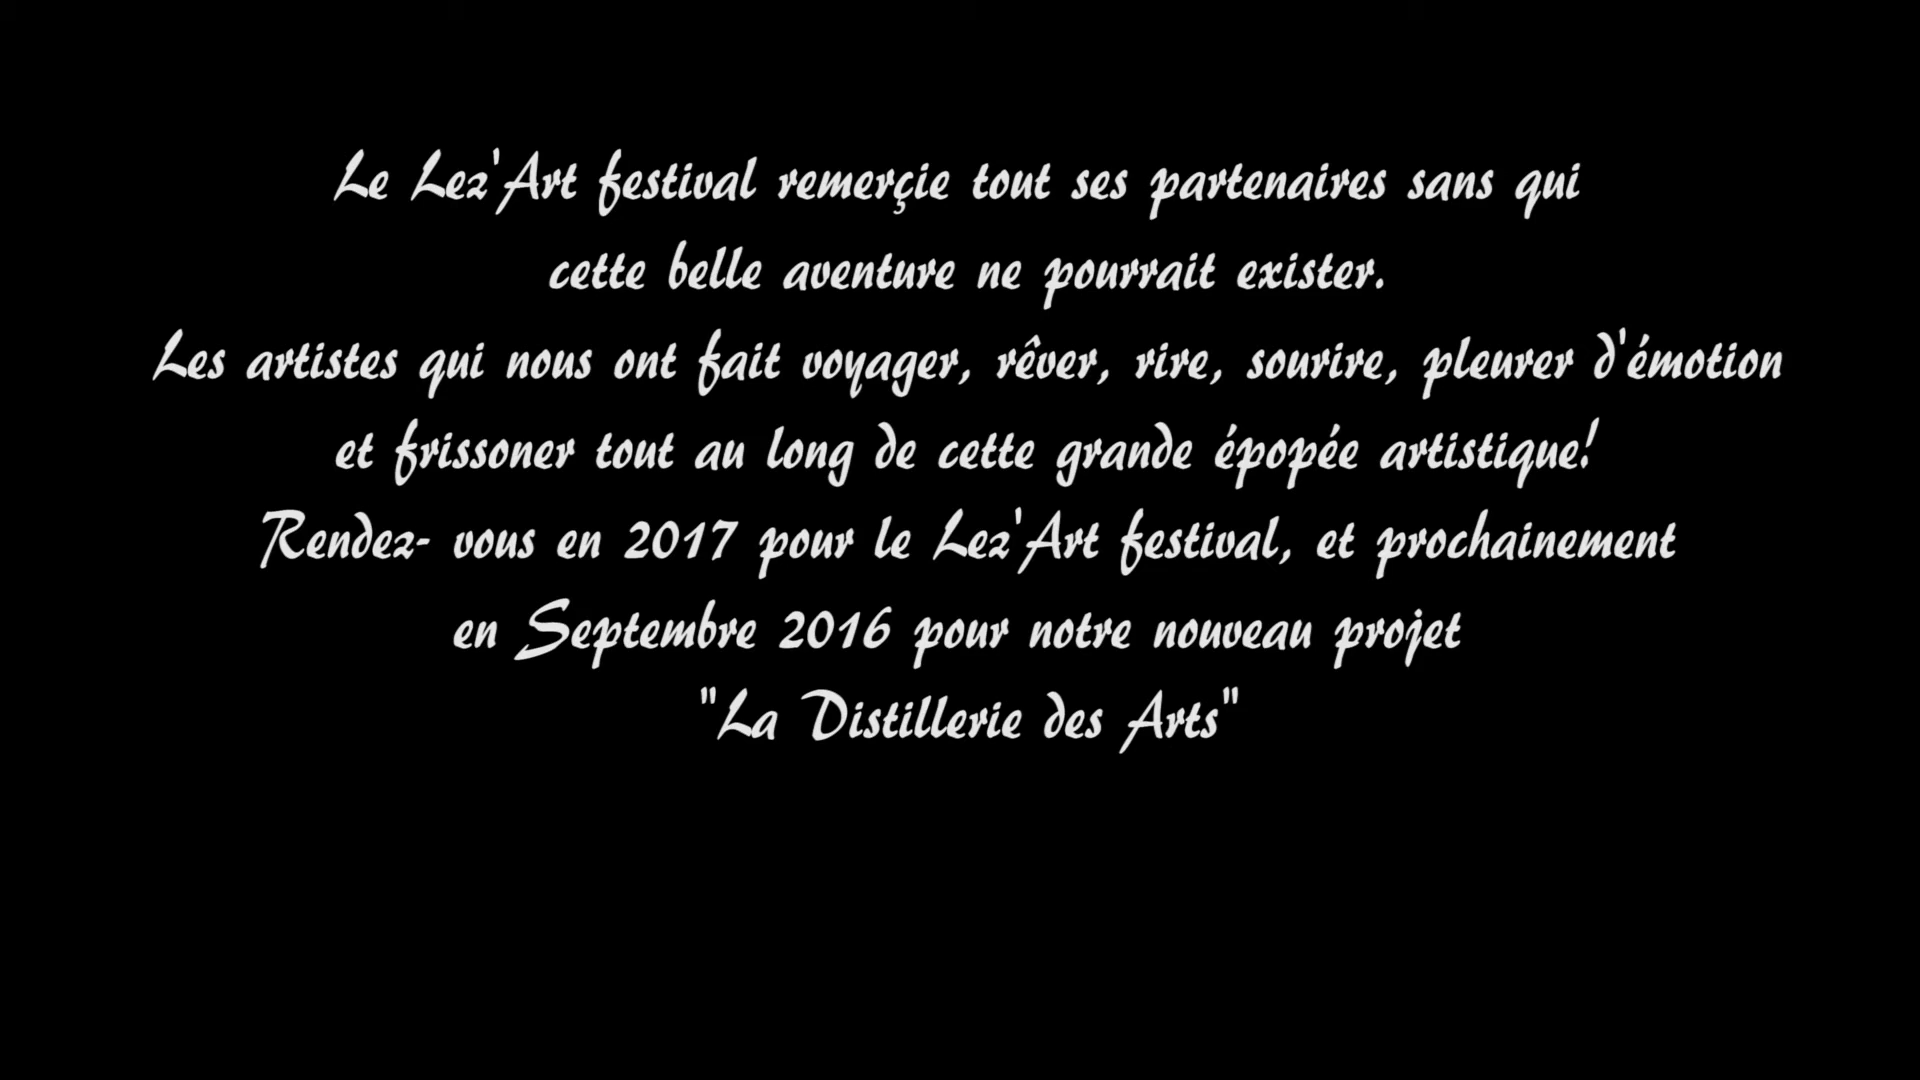 Le Lez'Art festival remerçie tout ses partenaires sans qui
cette belle aventure ne pourrait exister.
Les artistes qui nous ont fait voyager, rêver, rire, sourire, pleurer d'émotion
et frissoner tout au long de cette grande épopée artistique!
Rendez- vous en 2017 pour le Lez'Art festival, et prochainement
en Septembre 2016 pour notre nouveau projet
"La Distillerie des Arts"